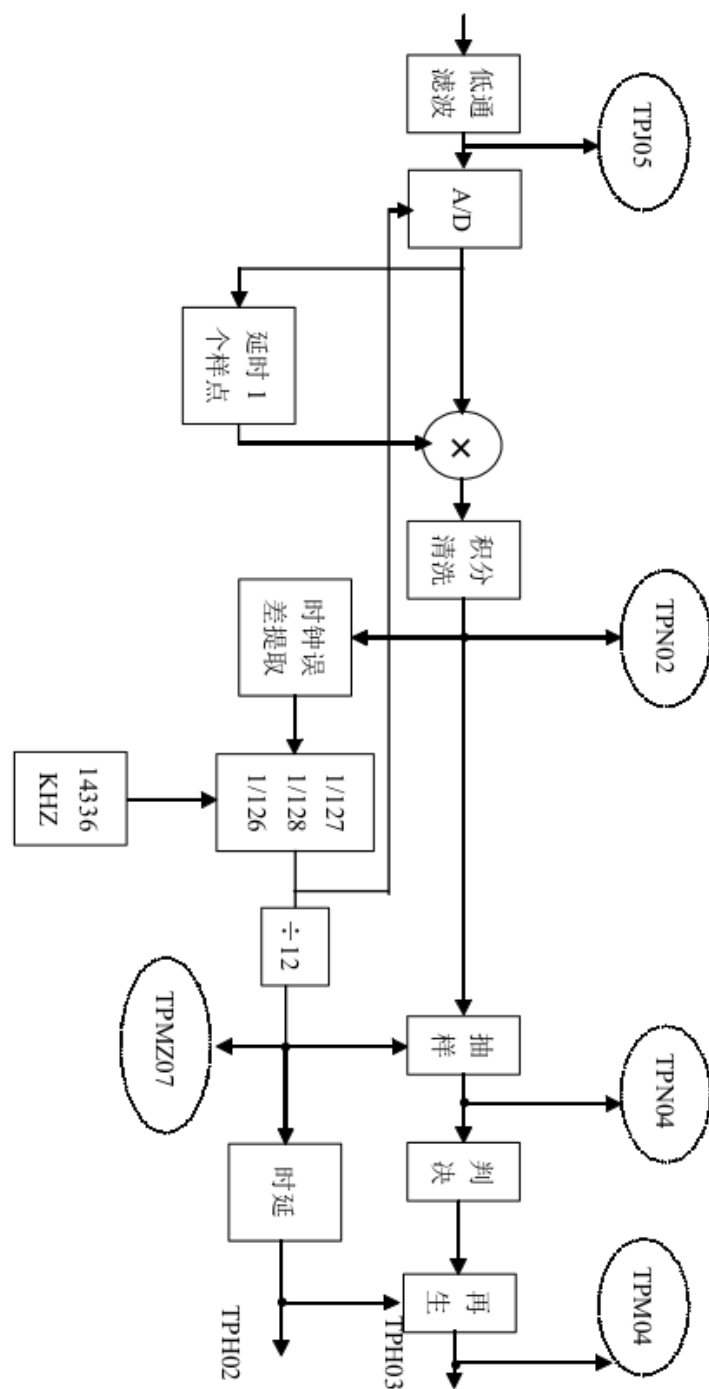 低通
滤波
TPJ05
A/D
延时 1
个样点
×
积分
清洗
TPN02
时钟误
差提取
14336
KHZ
1/127
1/128
1/126
÷12
TPMZ07
抽
样
TPN04
判
决
时延
再
生
TPM04
TPH02
TPH03